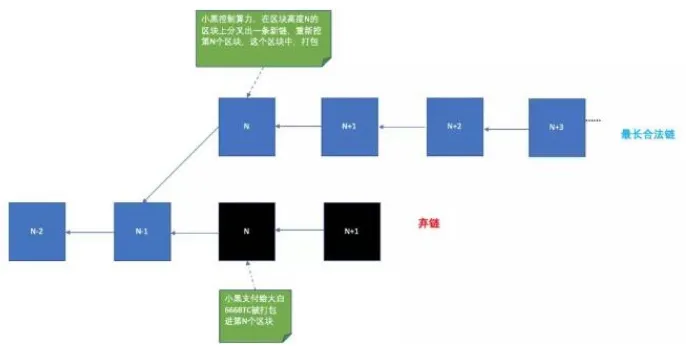 小黑控制算力，在区块高度N的
区块上分叉出一条新链，重新挖
第N个区块，这个区块中，打包
N
N+1
N+2
N+3
最长合法链
N-2
N-1
N
N+1
弃链
小黑支付给大白
666BTC被打包
进第N个区块